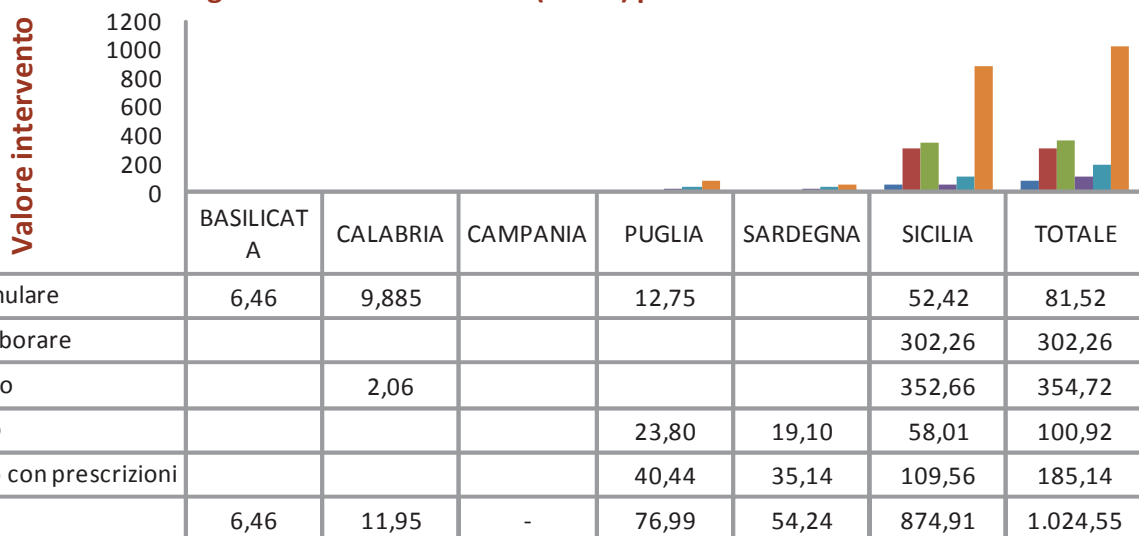 Valore intervento
1200
1000
800
600
400
200
0
BASILICAT
A
CALABRIA CAMPANIA PUGLIA SARDEGNA SICILIA TOTALE
6,46 9,885 12,75 52,42 81,52
302,26 302,26
2,06 352,66 354,72
23,80 19,10 58,01 100,92
con prescrizioni 40,44 35,14 109,56 185,14
6,46 11,95 - 76,99 54,24 874,91 1.024,55